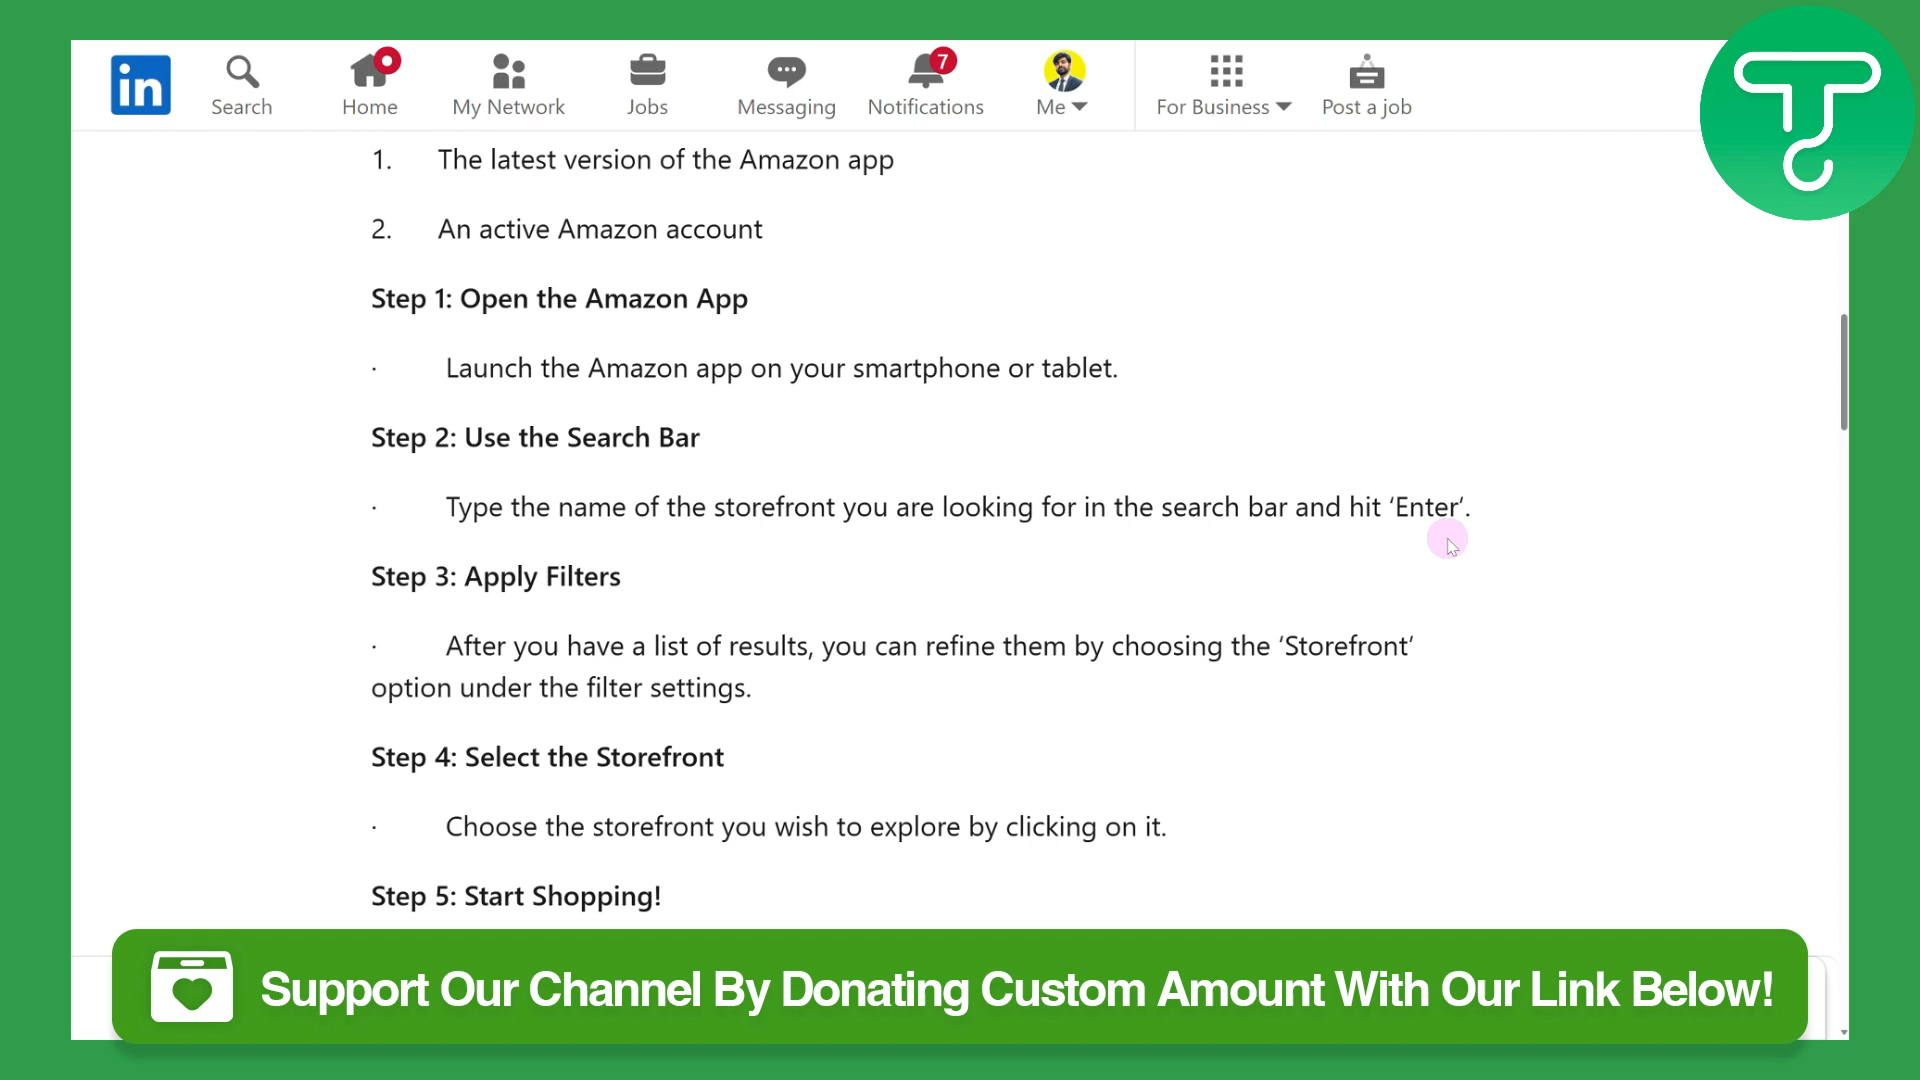 in
Search
Home
My Network
Jobs
Messaging
7
Notifications
Me
For Business
Post a job
1. The latest version of the Amazon app
2. An active Amazon account
Step 1: Open the Amazon App
· Launch the Amazon app on your smartphone or tablet.
Step 2: Use the Search Bar
· Type the name of the storefront you are looking for in the search bar and hit ‘Enter’.
Step 3: Apply Filters
· After you have a list of results, you can refine them by choosing the ‘Storefront’
option under the filter settings.
Step 4: Select the Storefront
· Choose the storefront you wish to explore by clicking on it.
Step 5: Start Shopping!
Support Our Channel By Donating Custom Amount With Our Link Below!